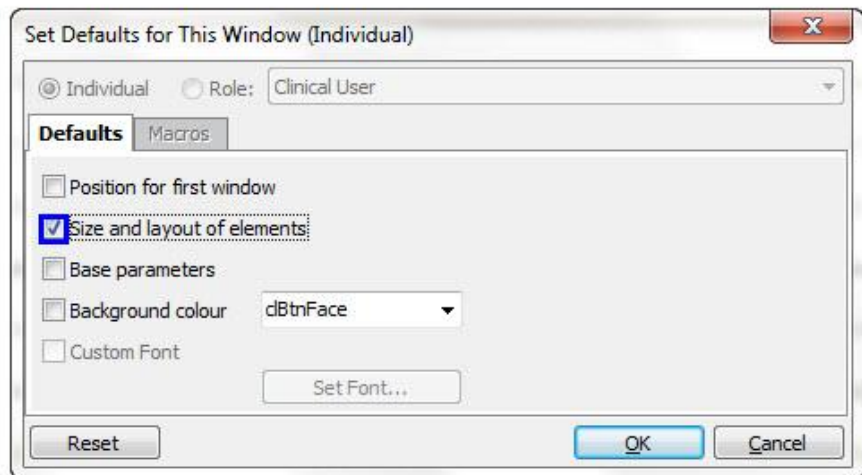 Set Defaults for This Window (Individual)
Individual Role: Clinical User
Defaults Macros
Position for first window
Size and layout of elements
Base parameters
Background colour clBtnFace
Custom Font
Set Font...
Reset OK Cancel